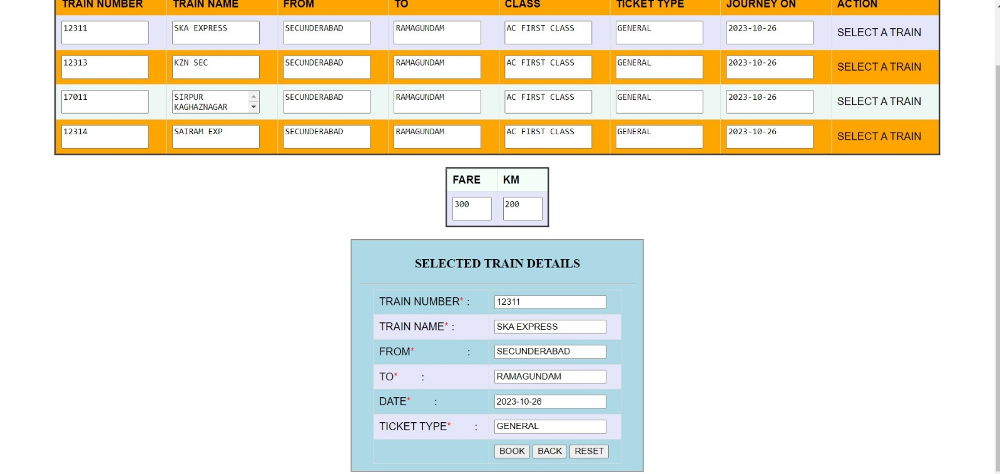 TRAIN NUMBER TRAIN NAME FROM TO CLASS TICKET TYPE JOURNEY ON ACTION
12311 SKA EXPRESS SECUNDERABAD RAMAGUNDAM AC FIRST CLASS GENERAL 2023-10-26 SELECT A TRAIN
12313 KZN SEC SECUNDERABAD RAMAGUNDAM AC FIRST CLASS GENERAL 2023-10-26 SELECT A TRAIN
17011 SIRPUR KAGHAZNAGAR SECUNDERABAD RAMAGUNDAM AC FIRST CLASS GENERAL 2023-10-26 SELECT A TRAIN
12314 SAIRAM EXP SECUNDERABAD RAMAGUNDAM AC FIRST CLASS GENERAL 2023-10-26 SELECT A TRAIN
FARE KM
300 200
SELECTED TRAIN DETAILS
TRAIN NUMBER* : 12311
TRAIN NAME* : SKA EXPRESS
FROM* : SECUNDERABAD
TO* : RAMAGUNDAM
DATE* : 2023-10-26
TICKET TYPE* : GENERAL
BOOK BACK RESET